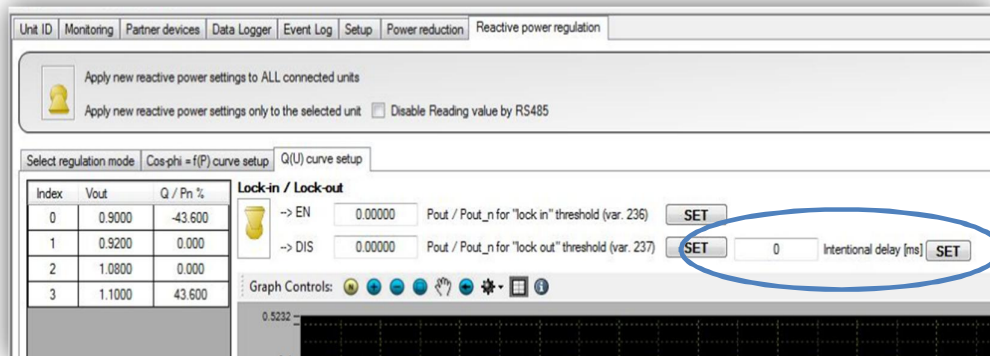 Unit ID Monitoring Partner devices Data Logger Event Log Setup Power reduction Reactive power regulation
Apply new reactive power settings to ALL connected units
Apply new reactive power settings only to the selected unit Disable Reading value by RS485
Select regulation mode Cos-phi = f(P) curve setup Q(U) curve setup
Index Vout Q / Pn %
0 0.9000 -43.600
1 0.9200 0.000
2 1.0800 0.000
3 1.1000 43.600
Lock-in / Lock-out
--> EN 0.00000 Pout / Pout_n for "lock in" threshold (var. 236) SET
--> DIS 0.00000 Pout / Pout_n for "lock out" threshold (var. 237) SET 0 Intentional delay [ms] SET
Graph Controls:
0.5232